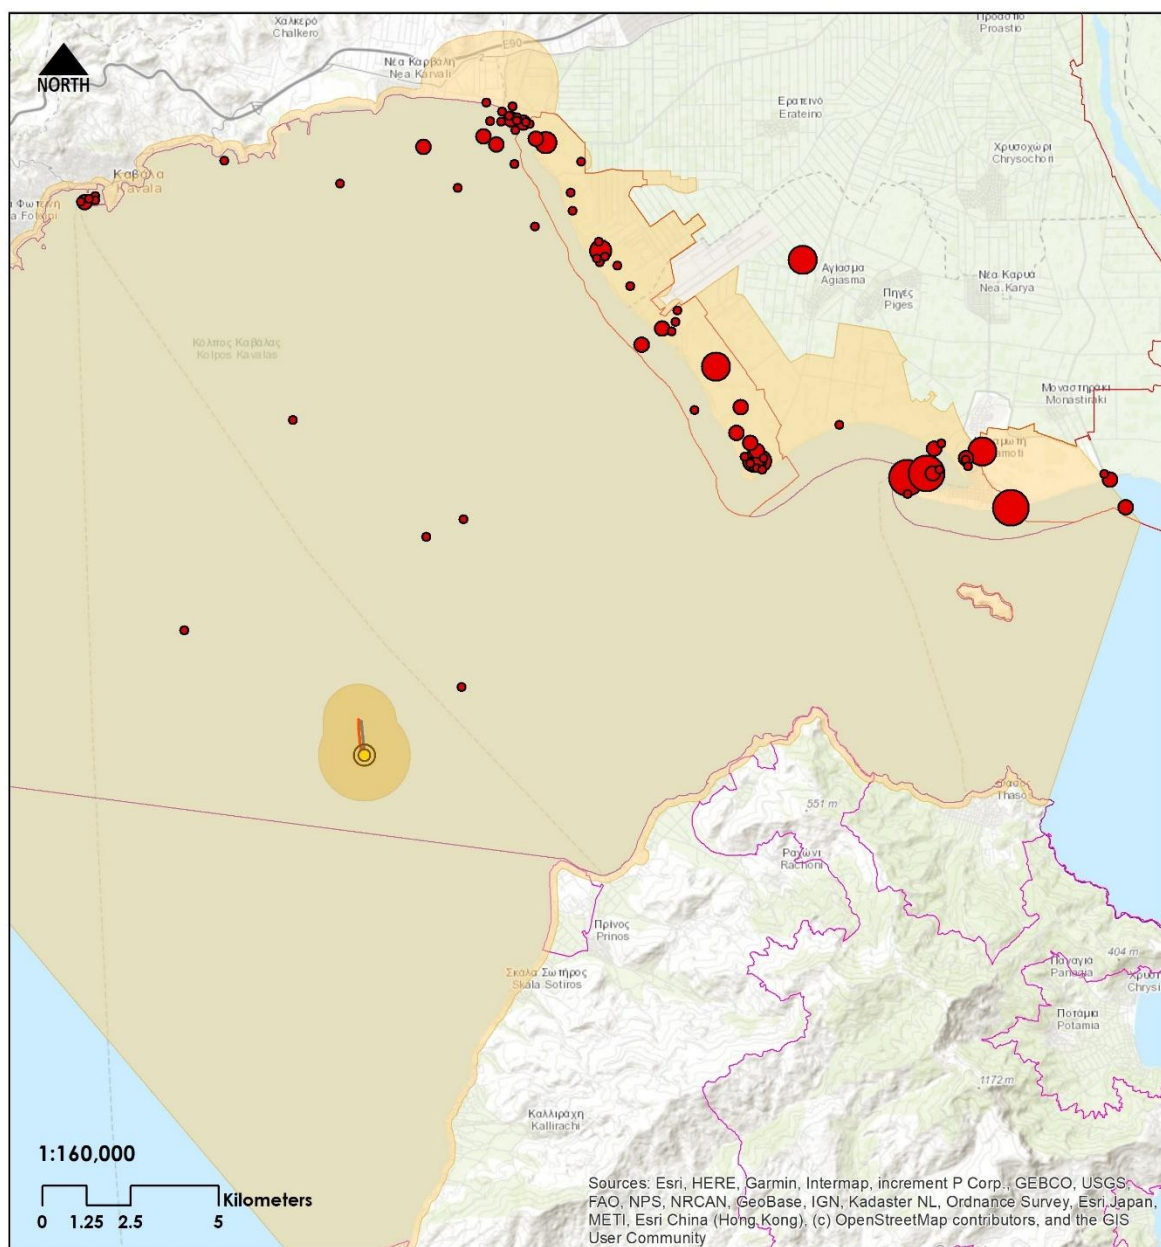 Χαλκερό
Chalkero
Προάστιο
Proastio
E90
Νέα Καρβάλη
Nea Karvali
NORTH
Ερατεινό
Erateino
Χρυσοχώρι
Chrysochori
Καβάλα
Kavala
Αγίασμα
Agiasma
Νέα Καρυά
Nea Karya
Πηγές
Piges
Κόλπος Καβάλας
Kolpos Kavalas
Μοναστηράκι
Monastiraki
Thasos
551 m
Ραχώνι
Rachoni
Πρίνος
Prinos
404 m
Παναγιά
Panagia
Chrysi
Σκάλα Σωτήρος
Skala Sotiros
Ποτάμια
Potamia
1172 m
Καλλιράχη
Kallirachi
1:160,000
Kilometers
0 1.25 2.5 5
Sources: Esri, HERE, Garmin, Intermap, increment P Corp., GEBCO, USGS,
FAO, NPS, NRCAN, GeoBase, IGN, Kadaster NL, Ordnance Survey, Esri Japan,
METI, Esri China (Hong Kong), (c) OpenStreetMap contributors, and the GIS
User Community